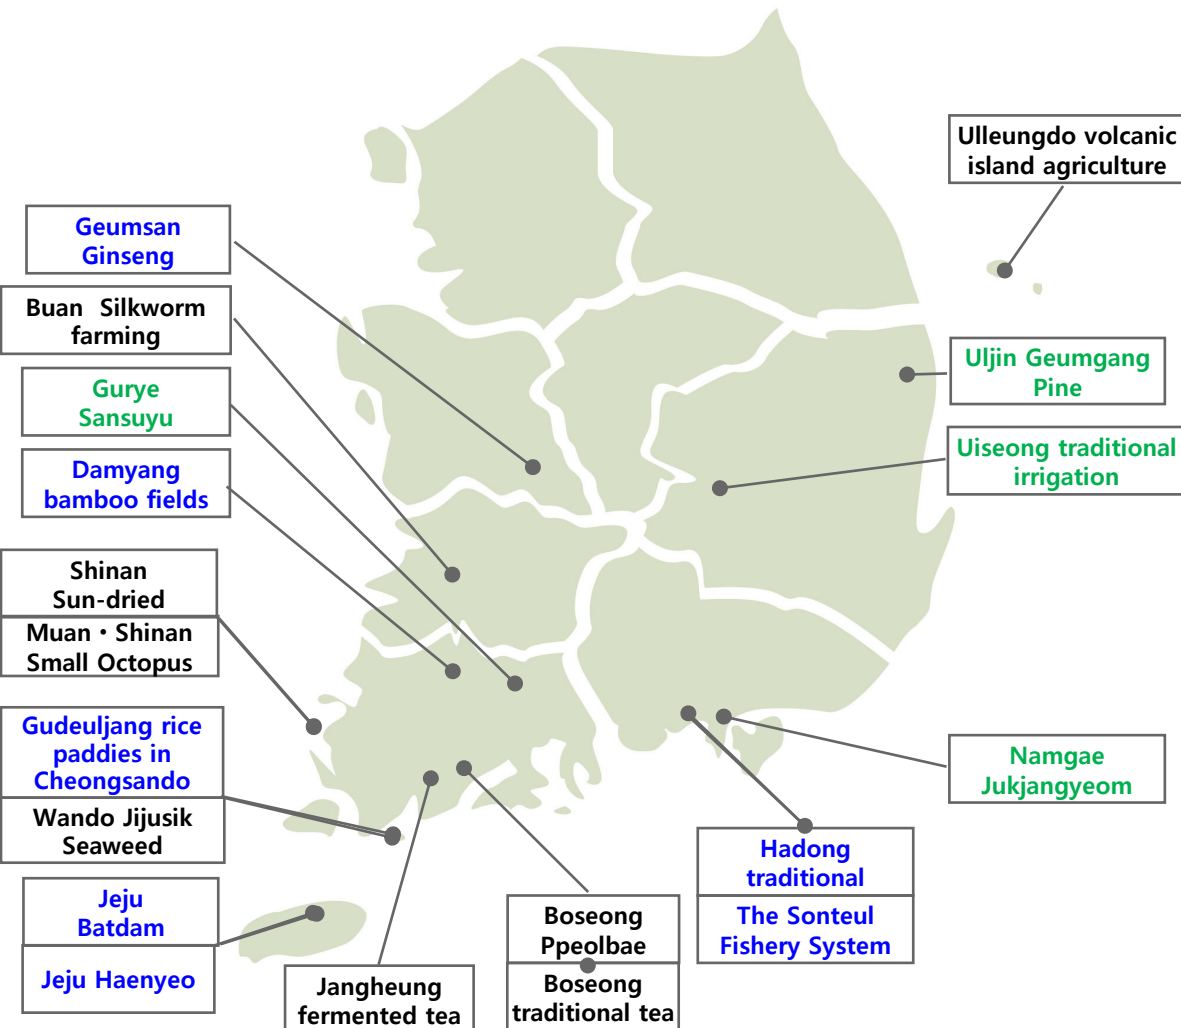 Ulleungdo volcanic
island agriculture
Geumsan
Ginseng
Buan Silkworm
farming
Gurye
Sansuyu
Damyang
bamboo fields
Shinan
Sun-dried
Muan · Shinan
Small Octopus
Gudeuljang rice
paddies in
Cheongsando
Wando Jijusik
Seaweed
Jeju
Batdam
Jeju Haenyeo
Jangheung
fermented tea
Boseong
Ppeolbae
Boseong
traditional tea
Hadong
traditional
The Sonteul
Fishery System
Namgae
Jukjangyeom
Uiseong traditional
irrigation
Uljin Geumgang
Pine